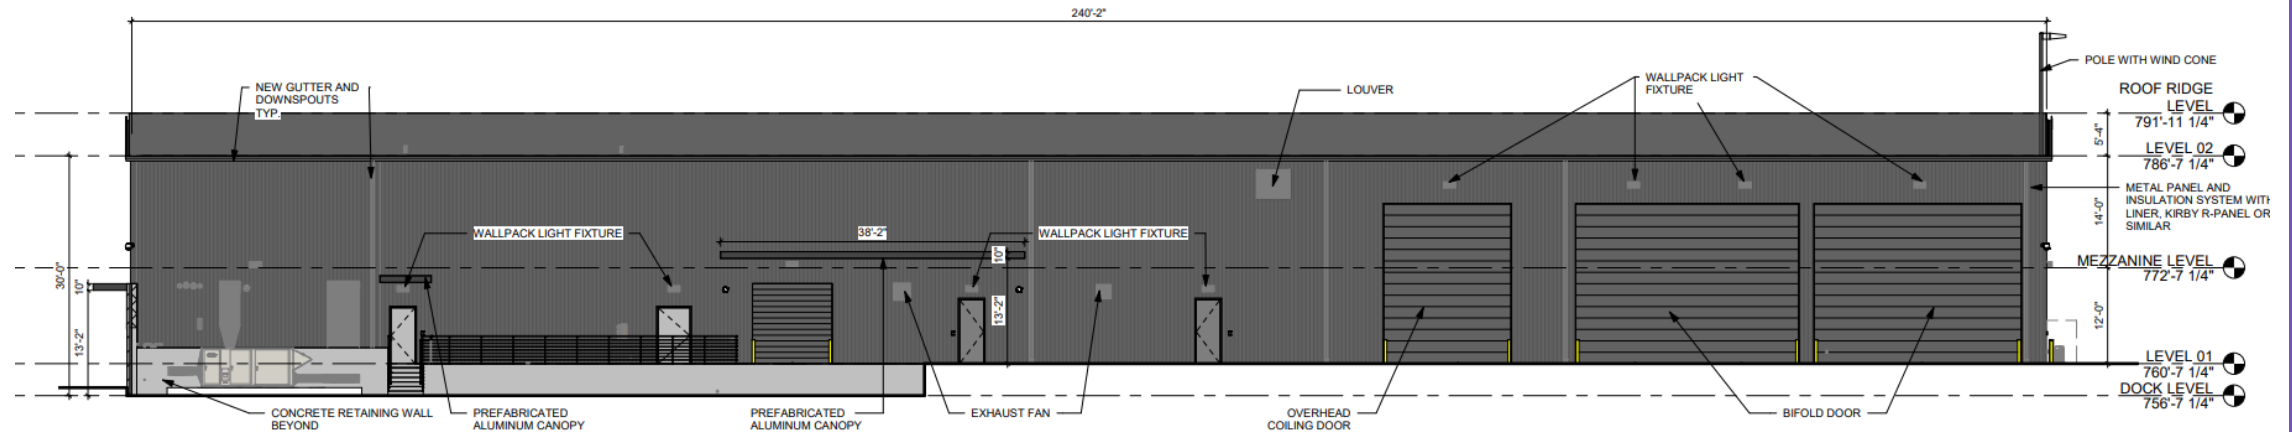 240'-2"
POLE WITH WIND CONE
NEW GUTTER AND
DOWNSPOUTS
TYP.
LOUVER
WALLPACK LIGHT
FIXTURE
ROOF RIDGE
LEVEL
791'-11 1/4"
5'-4"
LEVEL 02
786'-7 1/4"
METAL PANEL AND
INSULATION SYSTEM WITH
LINER, KIRBY R-PANEL OR
SIMILAR
14'-0"
WALLPACK LIGHT FIXTURE
38'-2"
WALLPACK LIGHT FIXTURE
10"
30'-0"
10"
MEZZANINE LEVEL
772'-7 1/4"
13'-2"
13'-2"
12'-0"
LEVEL 01
760'-7 1/4"
DOCK LEVEL
756'-7 1/4"
CONCRETE RETAINING WALL
BEYOND
PREFABRICATED
ALUMINUM CANOPY
PREFABRICATED
ALUMINUM CANOPY
EXHAUST FAN
OVERHEAD
COILING DOOR
BIFOLD DOOR